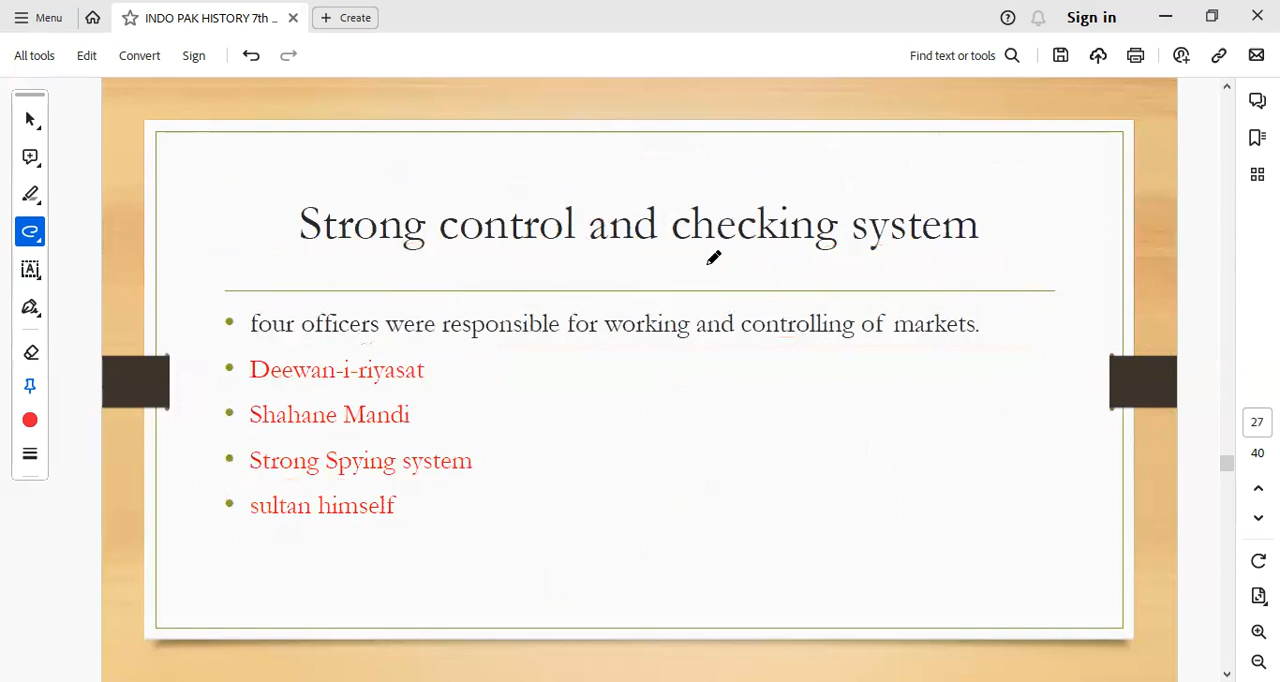 Menu
INDO PAK HISTORY 7th ...
Create
Sign in
All tools
Edit
Convert
Sign
Find text or tools
Strong control and checking system
four officers were responsible for working and controlling of markets.
Deewan-i-riyasat
Shahane Mandi
Strong Spying system
sultan himself
27
40